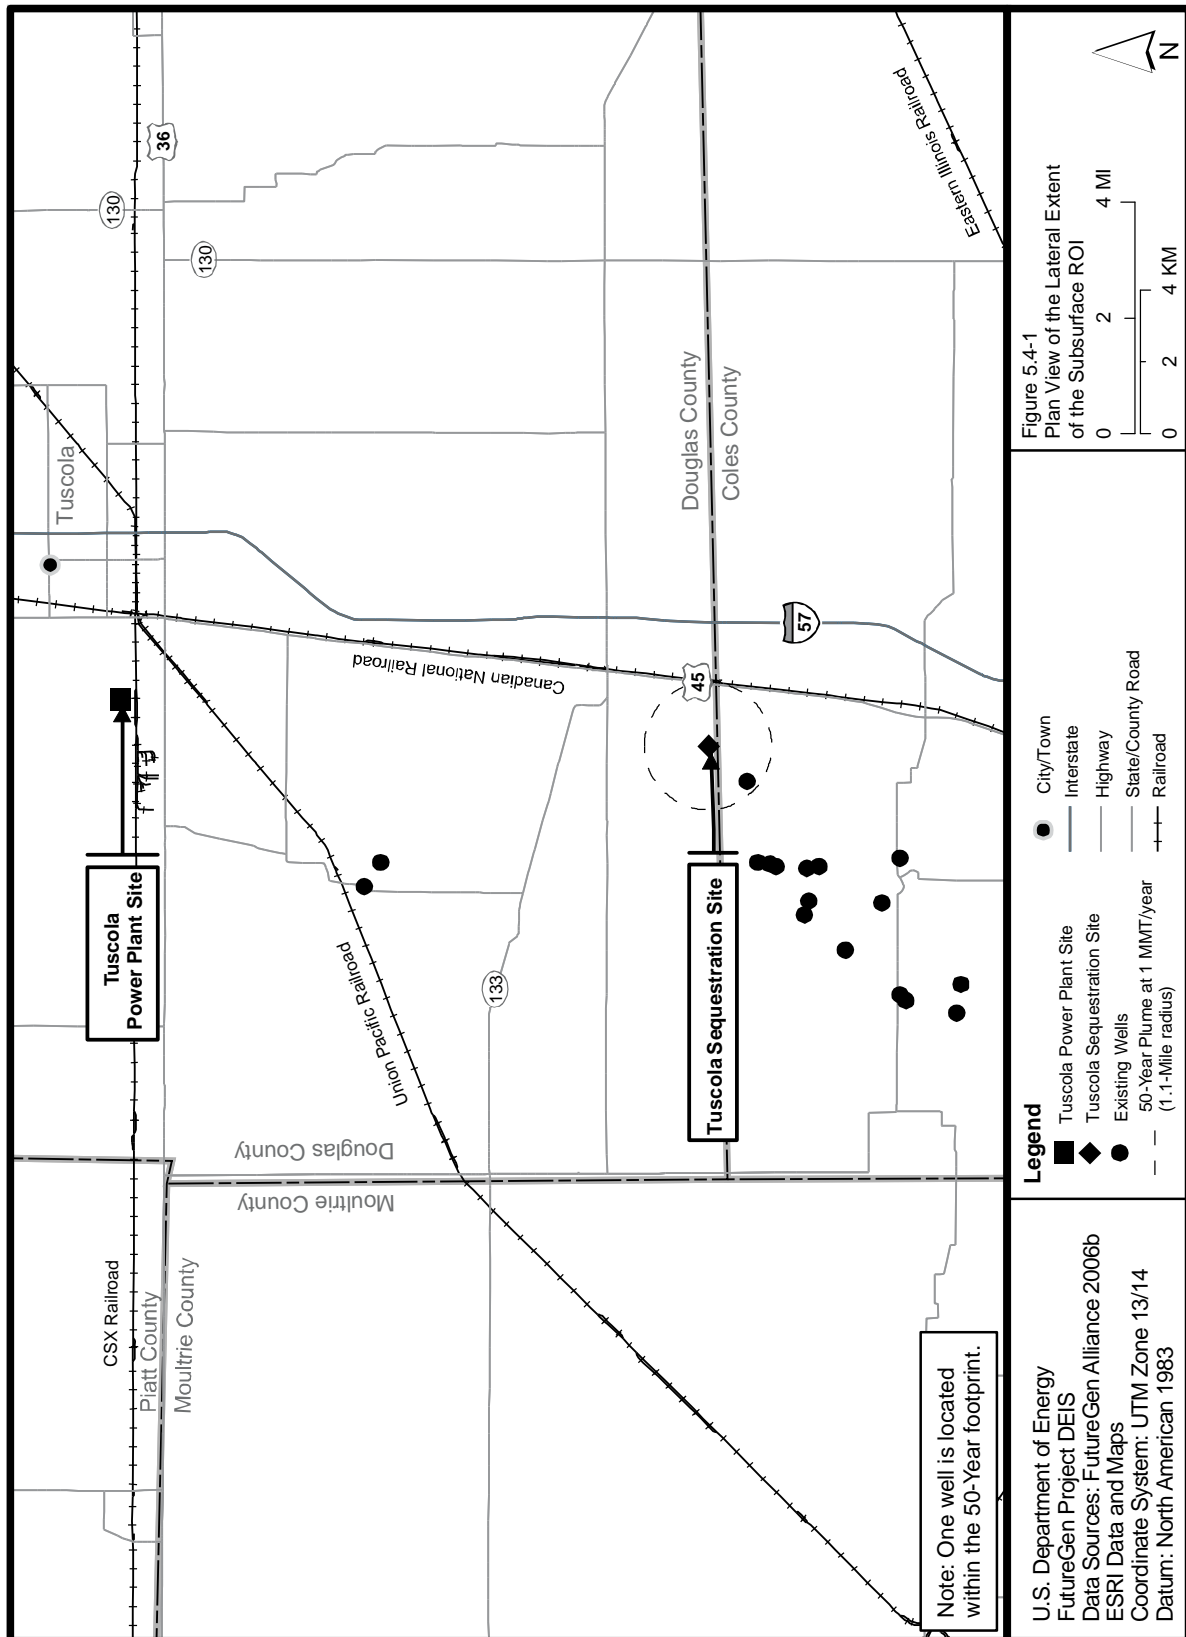 CSX Railroad
Piatt County
Moultrie County
Moultrie County
Douglas County
Tuscola
Power Plant Site
Union Pacific Railroad
133
Tuscola Sequestration Site
Canadian National Railroad
45
57
Douglas County
Coles County
Tuscola
130
130
36
Eastern Illinois Railroad
Note: One well is located
within the 50-Year footprint.
U.S. Department of Energy
FutureGen Project DEIS
Data Sources: FutureGen Alliance 2006b
ESRI Data and Maps
Coordinate System: UTM Zone 13/14
Datum: North American 1983
Legend
Tuscola Power Plant Site
Tuscola Sequestration Site
Existing Wells
50-Year Plume at 1 MMT/year
(1.1-Mile radius)
City/Town
Interstate
Highway
State/County Road
Railroad
Figure 5.4-1
Plan View of the Lateral Extent
of the Subsurface ROI
0 2 4 MI
0 2 4 KM
N